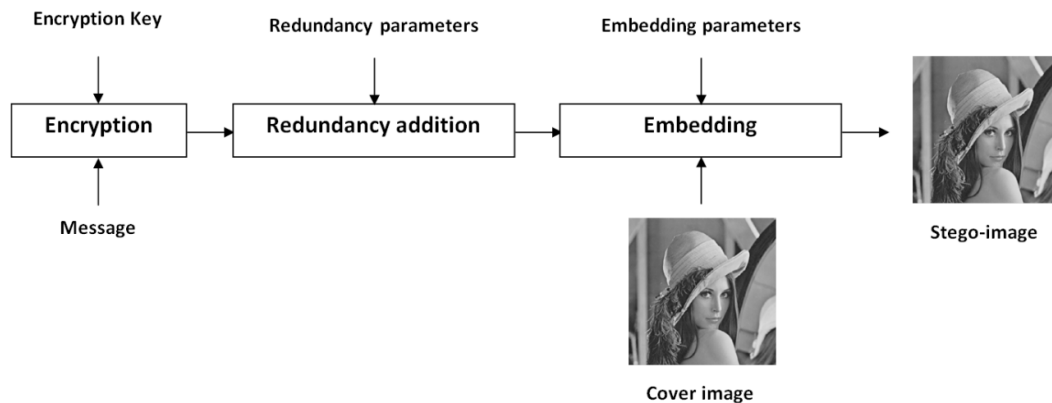 Encryption Key
Redundancy parameters
Embedding parameters
Encryption
Redundancy addition
Embedding
Message
Stego-image
Cover image